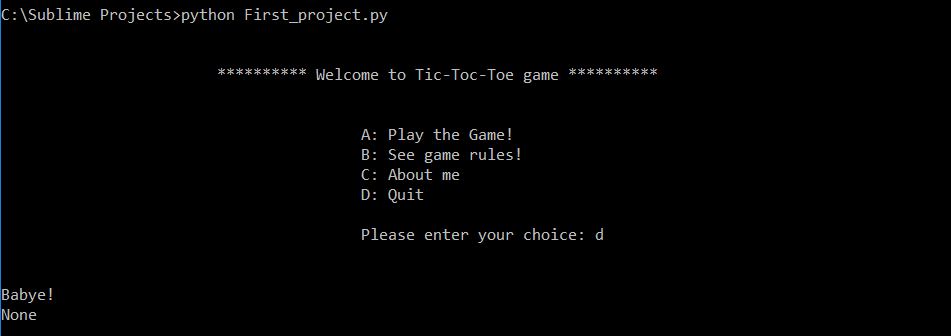 C:\Sublime Projects>python First_project.py
********** Welcome to Tic-Toc-Toe game **********
A: Play the Game!
B: See game rules!
C: About me
D: Quit
Please enter your choice: d
Babye!
None